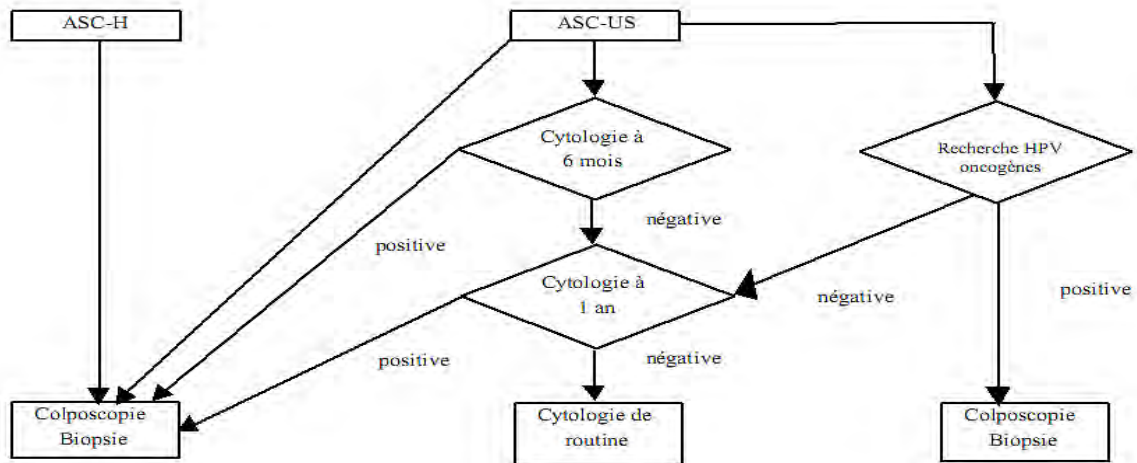 ASC-H
ASC-US
Cytologie à
6 mois
Recherche HPV
oncogènes
négative
positive
Cytologie à
1 an
négative
positive
positive
négative
Colposcopie
Biopsie
Cytologie de
routine
Colposcopie
Biopsie